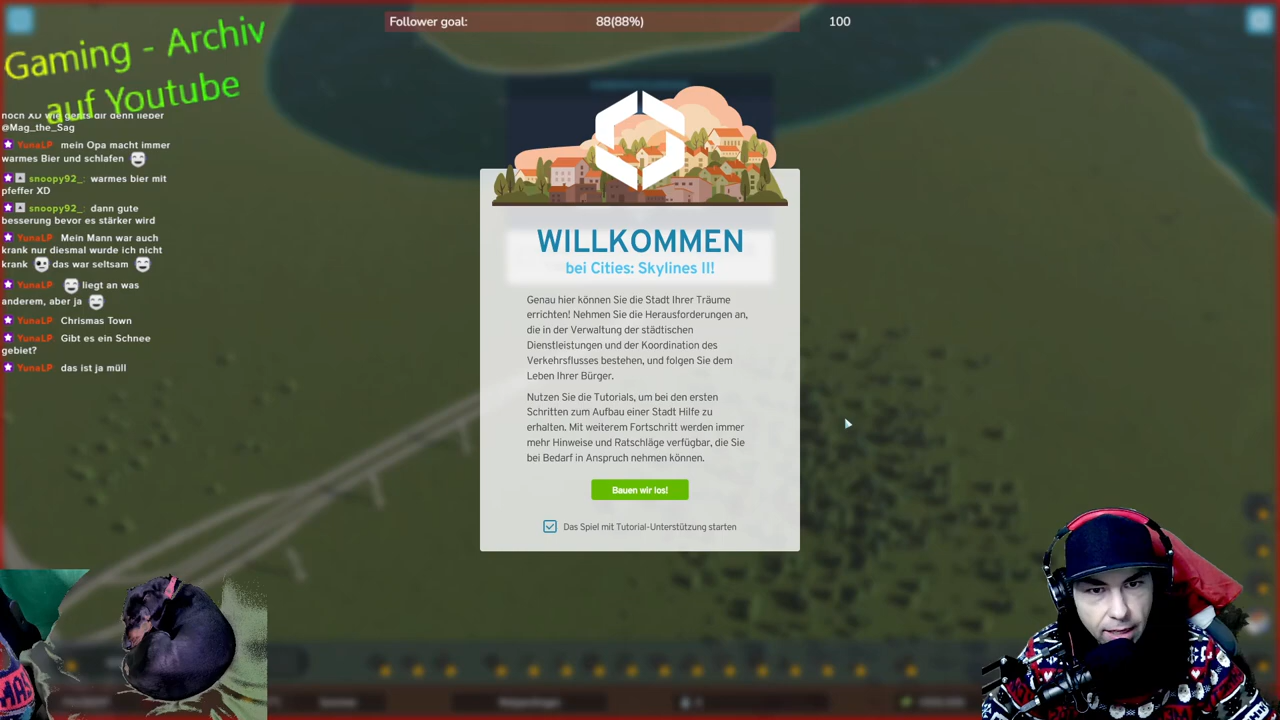 Follower goal: 88(88%) 100
Gaming - Archiv
auf Youtube
noch XD wie gehts dir denn lieber
@Mag_the_Sag
YunaLP mein Opa macht immer
warmes Bier und schlafen
snoopy92_: warmes bier mit
pfeffer XD
snoopy92_: dann gute
besserung bevor es stärker wird
YunaLP Mein Mann war auch
krank nur diesmal wurde ich nicht
krank das war seltsam
YunaLP liegt an was
anderem, aber ja
YunaLP Chrismas Town
YunaLP Gibt es ein Schnee
gebiet?
YunaLP das ist ja müll
WILLKOMMEN
bei Cities: Skylines II!
Genau hier können Sie die Stadt Ihrer Träume
errichten! Nehmen Sie die Herausforderungen an,
die in der Verwaltung der städtischen
Dienstleistungen und der Koordination des
Verkehrsflusses bestehen, und folgen Sie dem
Leben Ihrer Bürger.
Nutzen Sie die Tutorials, um bei den ersten
Schritten zum Aufbau einer Stadt Hilfe zu
erhalten. Mit weiterem Fortschritt werden immer
mehr Hinweise und Ratschläge verfügbar, die Sie
bei Bedarf in Anspruch nehmen können.
Bauen wir los!
Das Spiel mit Tutorial-Unterstützung starten